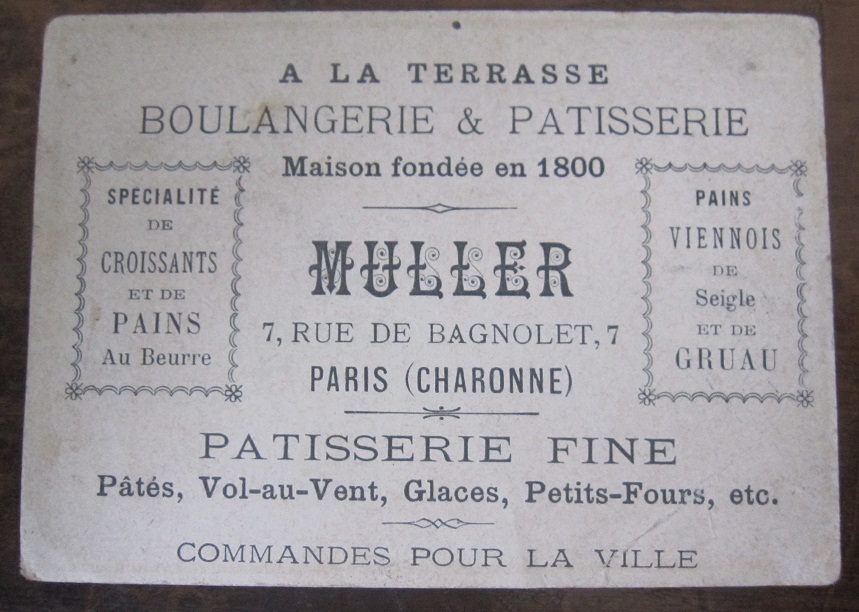 A LA TERRASSE
BOULANGERIE & PATISSERIE
Maison fondée en 1800
SPÉCIALITÉ
DE
CROISSANTS
ET DE
PAINS
Au Beurre
MULLER
7, RUE DE BAGNOLET, 7
PARIS (CHARONNE)
PAINS
VIENNOIS
DE
Seigle
ET DE
GRUAU
PATISSERIE FINE
Pâtés, Vol-au-Vent, Glaces, Petits-Fours, etc.
COMMANDES POUR LA VILLE